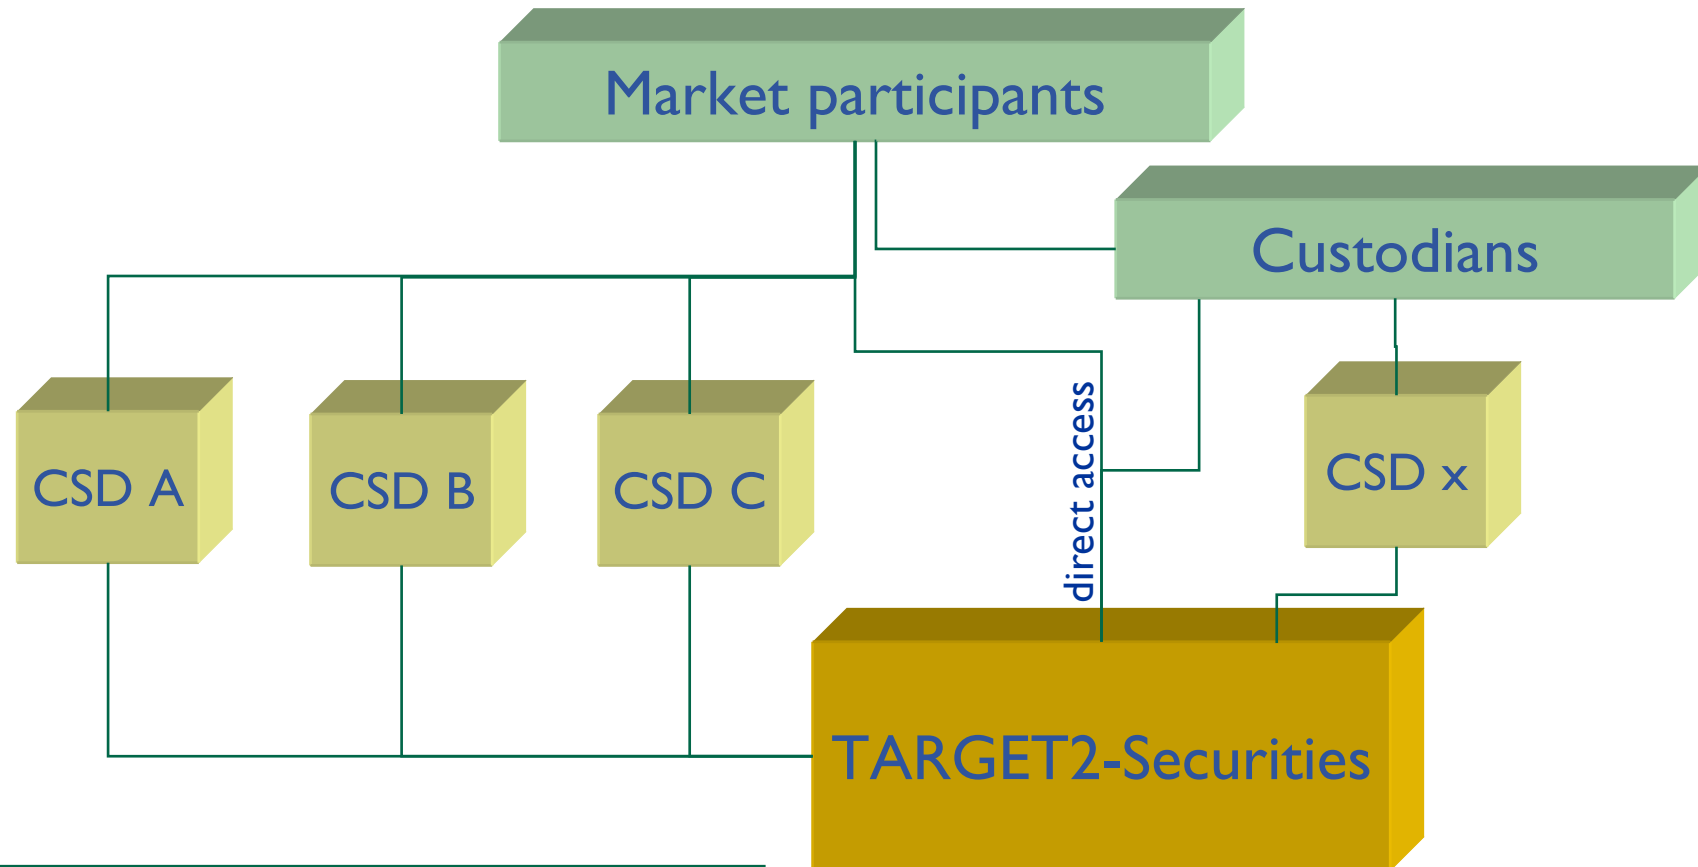 Market participants
Custodians
CSD A
CSD B
CSD C
direct access
CSD x
TARGET2-Securities